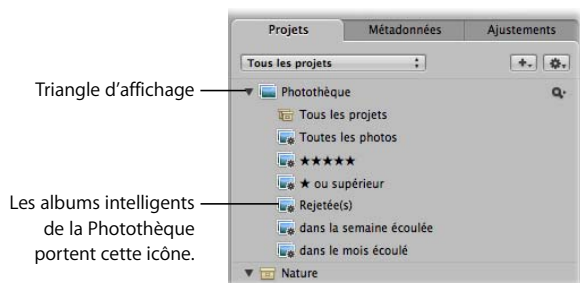 Projets Métadonnées Ajustements
Tous les projets
Triangle d'affichage
Photothèque
Tous les projets
Toutes les photos
★★★★★
★ ou supérieur
Les albums intelligents
de la Photothèque
portent cette icône.
Rejetée(s)
dans la semaine écoulée
dans le mois écoulé
Nature